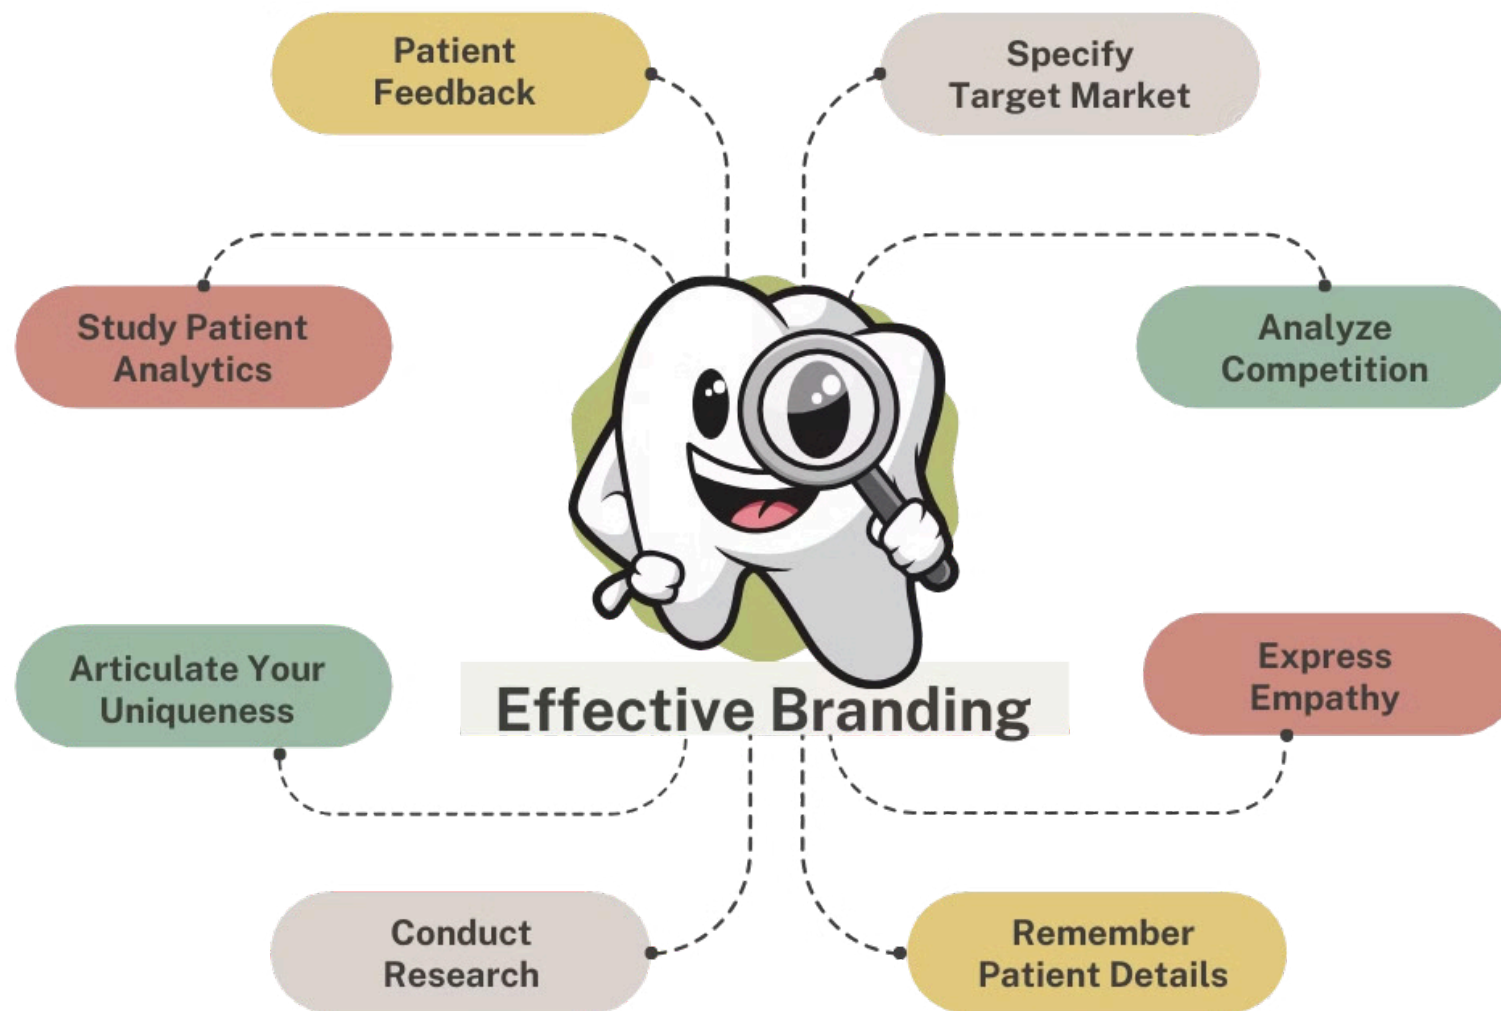 Patient
Feedback
Specify
Target Market
Study Patient
Analytics
Analyze
Competition
Articulate Your
Uniqueness
Effective Branding
Express
Empathy
Conduct
Research
Remember
Patient Details